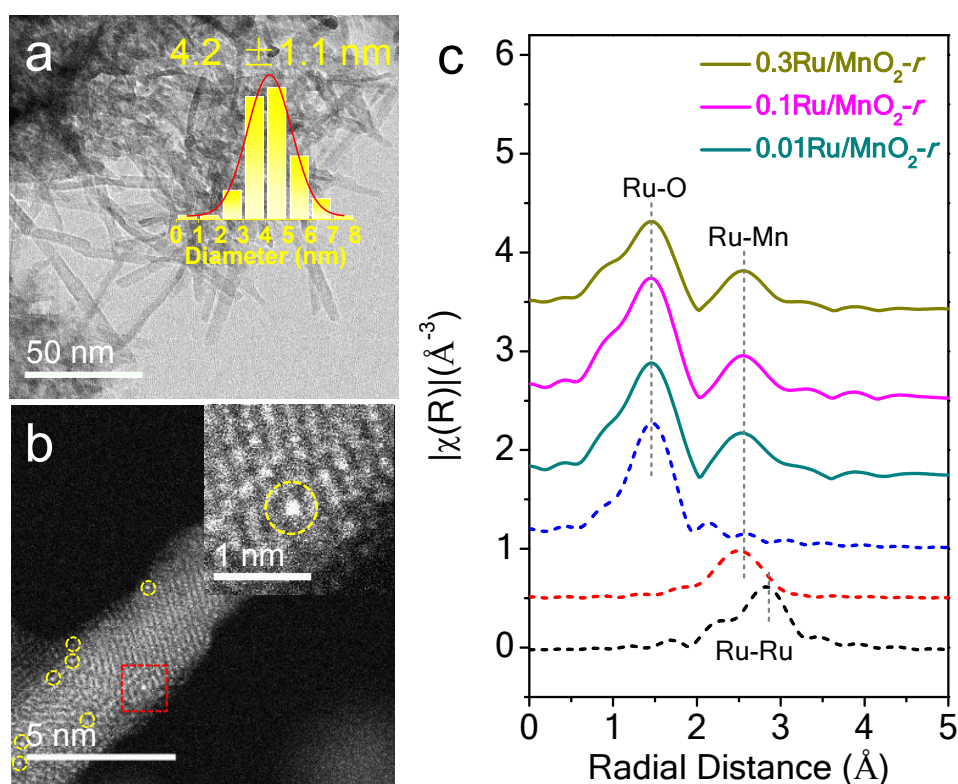 a
4.2 ±1.1 nm
0 1 2 3 4 5 6 7 8
Diameter (nm)
50 nm
b
1 nm
5 nm
c
0.3Ru/MnO₂-r
0.1Ru/MnO₂-r
0.01Ru/MnO₂-r
Ru-O
Ru-Mn
Ru-Ru
|χ(R)|(Å⁻³)
6
5
4
3
2
1
0
0 1 2 3 4 5
Radial Distance (Å)